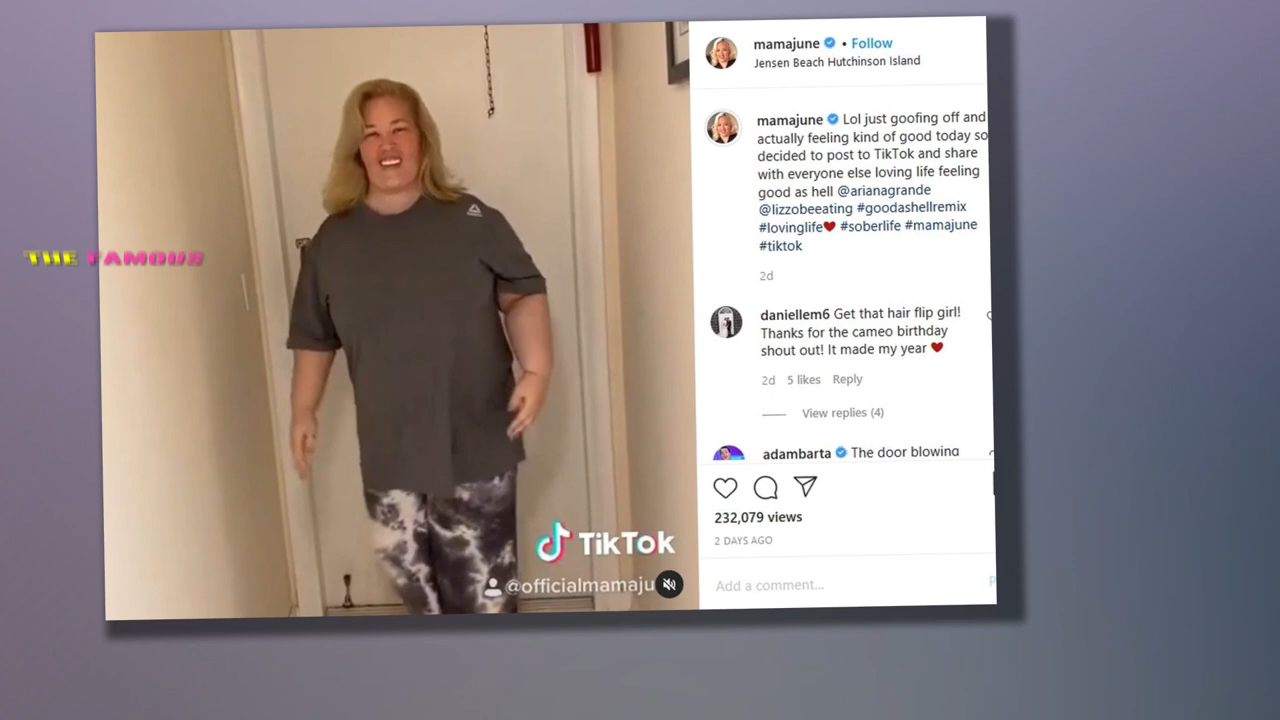 THE FAMOUS
mamajune • Follow
Jensen Beach Hutchinson Island
mamajune Lol just goofing off and
actually feeling kind of good today so
decided to post to TikTok and share
with everyone else loving life feeling
good as hell @arianagrande
@lizzobeeating #goodashellremix
#lovinglife❤ #soberlife #mamajune
#tiktok
2d
daniellem6 Get that hair flip girl!
Thanks for the cameo birthday
shout out! It made my year ❤
2d 5 likes Reply
View replies (4)
adambarta The door blowing
232,079 views
2 DAYS AGO
Add a comment...
P
TikTok
@officialmamaju